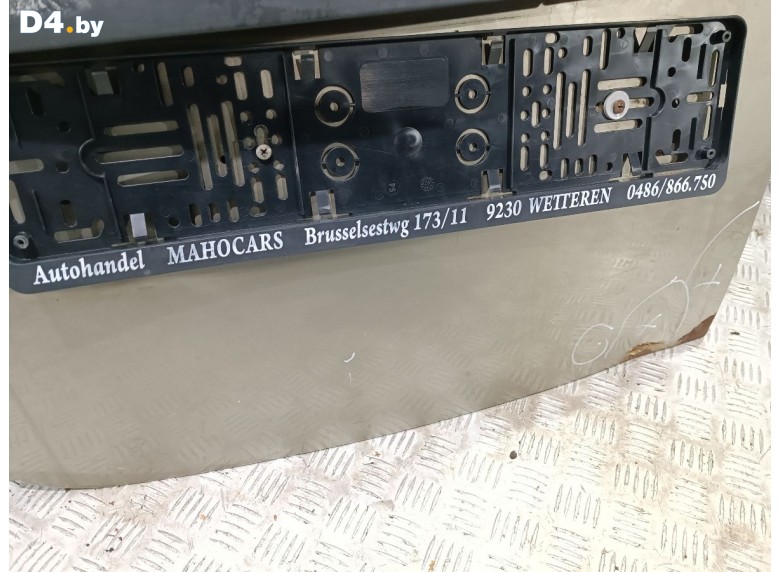 D4.by
Autohandel MAHOCARS Brusselsestwg 173/11 9230 WETTEREN 0486/866.750